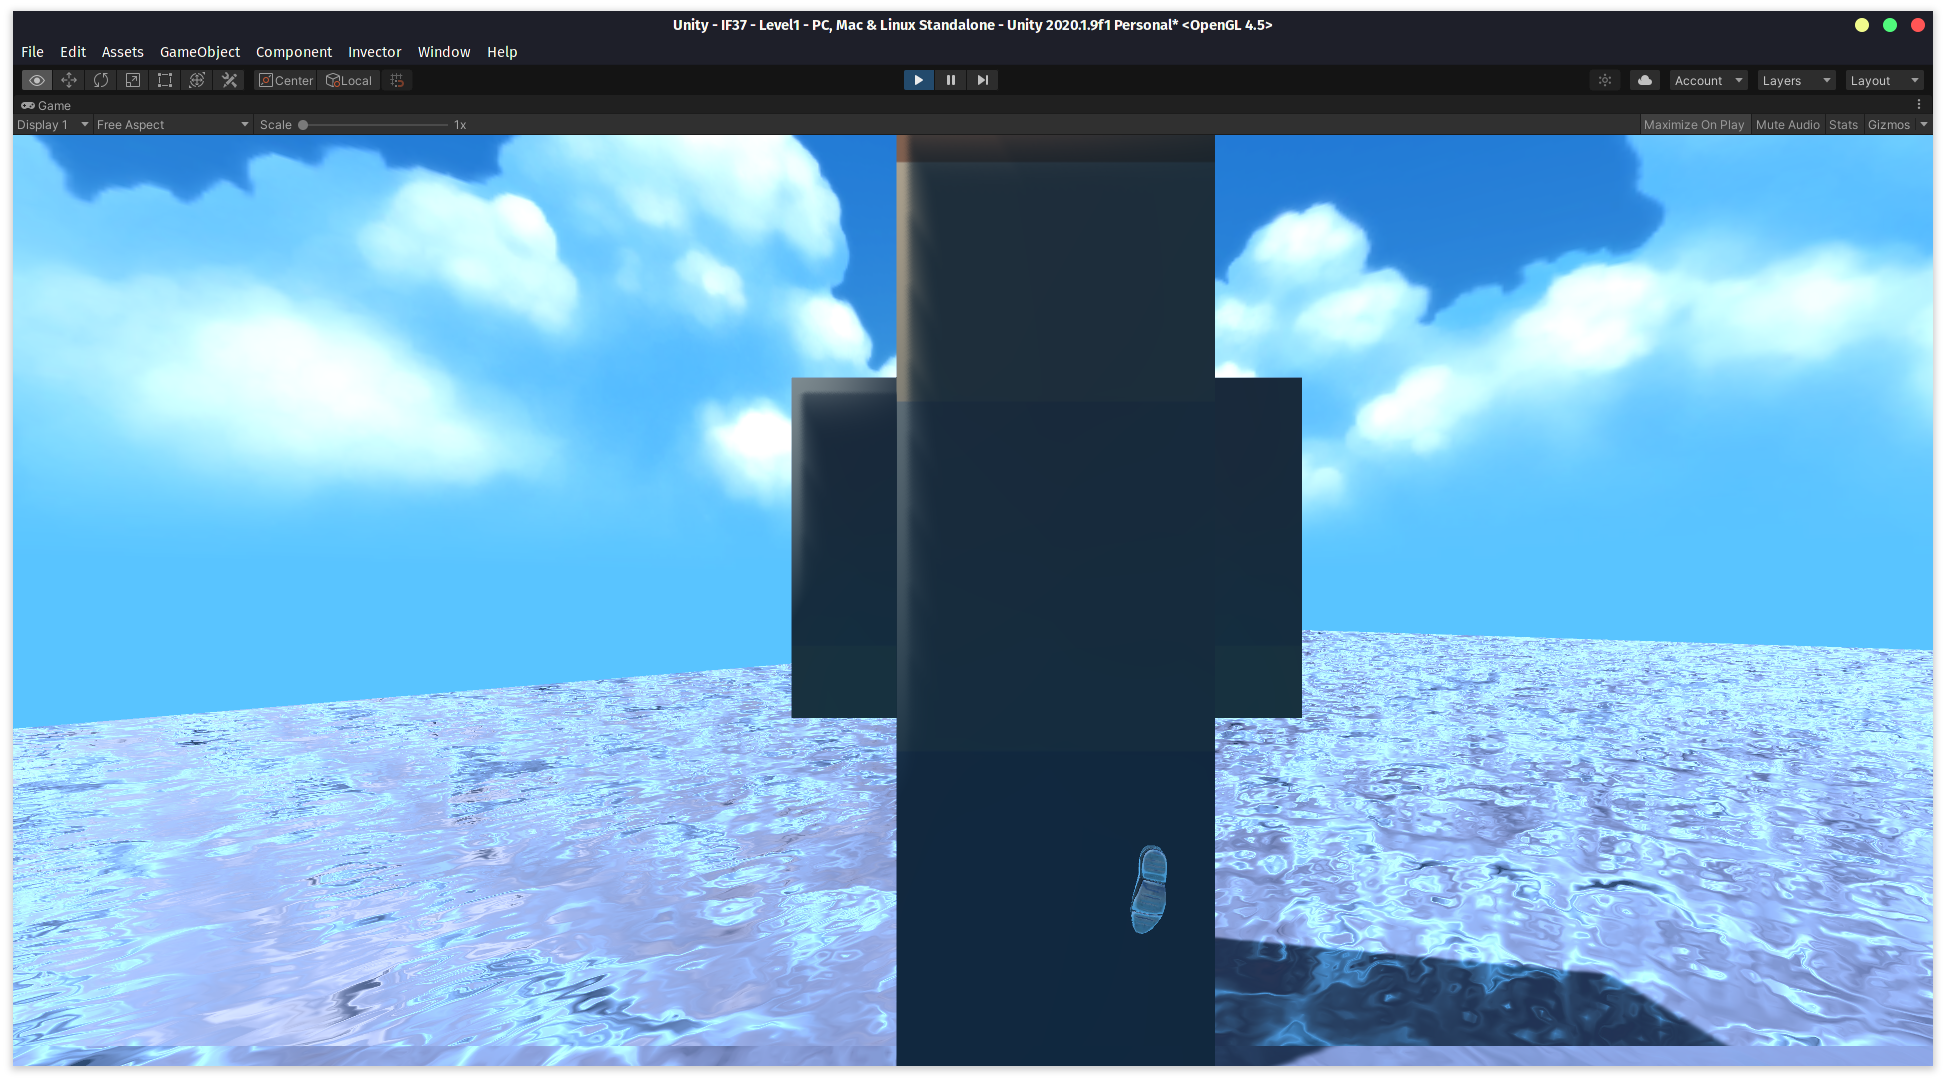 Unity - IF37 - Level1 - PC, Mac & Linux Standalone - Unity 2020.1.9f1 Personal* <OpenGL 4.5>
File Edit Assets GameObject Component Invector Window Help
Center Local Account Layers Layout
Game
Display 1 Free Aspect Scale 1x Maximize On Play Mute Audio Stats Gizmos